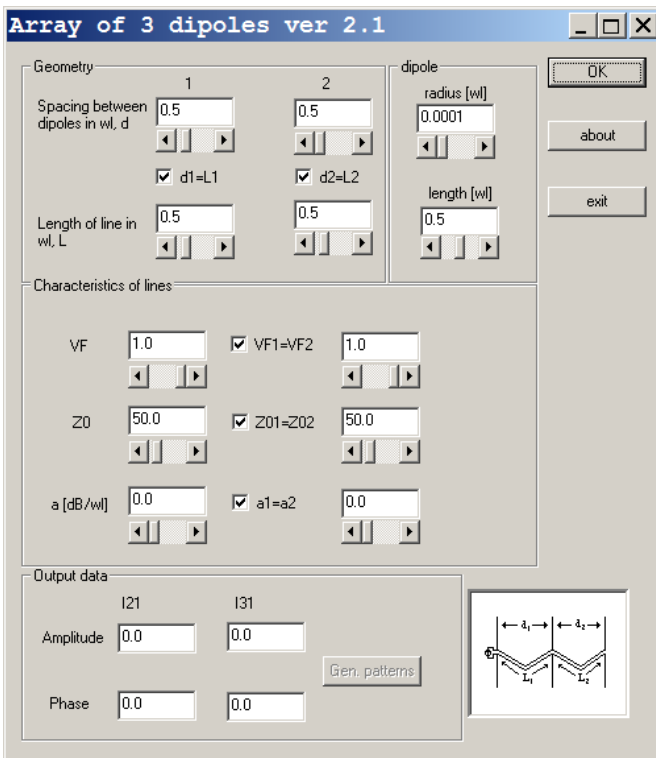 Array of 3 dipoles ver 2.1
Geometry
1 2
Spacing between
dipoles in wl, d
0.5 0.5
d1=L1 d2=L2
Length of line in
wl, L
0.5 0.5
dipole
radius [wl]
0.0001
length [wl]
0.5
OK
about
exit
Characteristics of lines
VF 1.0 VF1=VF2 1.0
Z0 50.0 Z01=Z02 50.0
a [dB/wl] 0.0 a1=a2 0.0
Output data
I21 I31
Amplitude 0.0 0.0
Gen. patterns
Phase 0.0 0.0
d₁ d₂
L₁ L₂